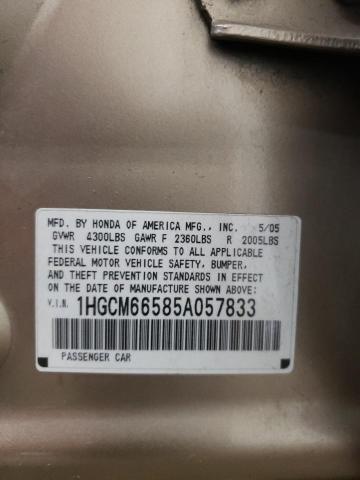 MFD. BY HONDA OF AMERICA MFG., INC. 5/05
GVWR 4300LBS GAWR F 2360LBS R 2005LBS
THIS VEHICLE CONFORMS TO ALL APPLICABLE
FEDERAL MOTOR VEHICLE SAFETY, BUMPER,
AND THEFT PREVENTION STANDARDS IN EFFECT
ON THE DATE OF MANUFACTURE SHOWN ABOVE:
V.I.N. 1HGCM66585A057833
PASSENGER CAR